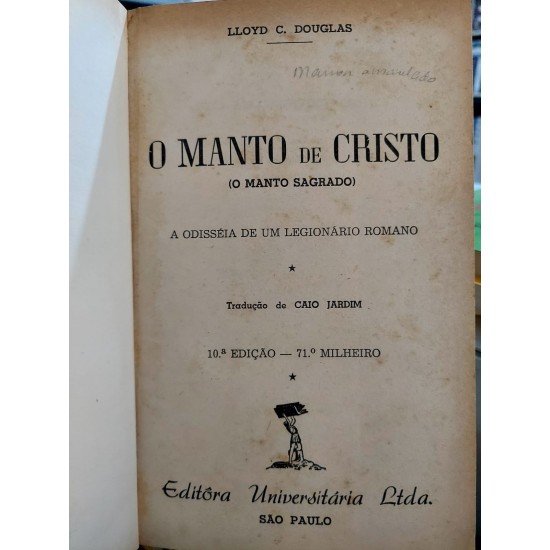 LLOYD C. DOUGLAS
O MANTO DE CRISTO
(O MANTO SAGRADO)
A ODISSÉIA DE UM LEGIONÁRIO ROMANO
Tradução de CAIO JARDIM
10.ª EDIÇÃO — 71.º MILHEIRO
Editôra Universitária Ltda.
SÃO PAULO